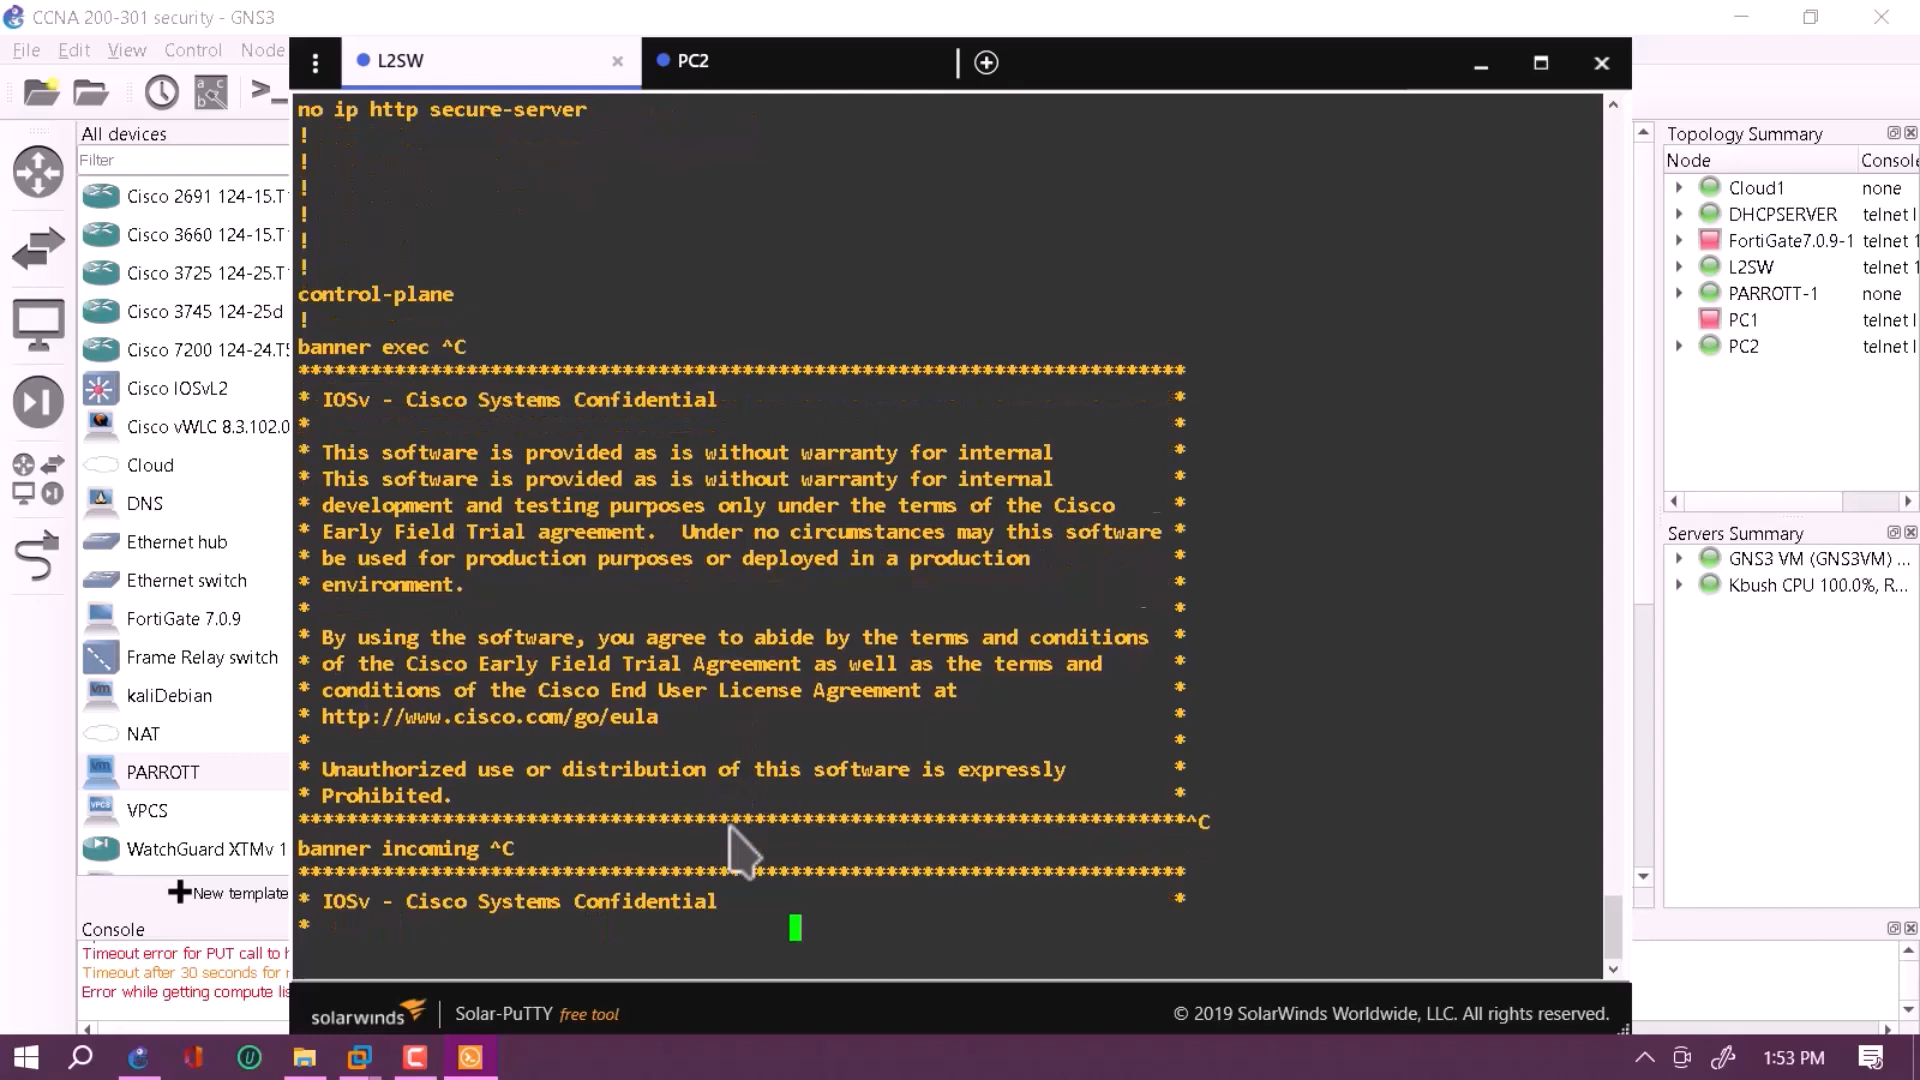 CCNA 200-301 security - GNS3
File Edit View Control Node
L2SW
PC2
All devices
Filter
Cisco 2691 124-15.T
Cisco 3660 124-15.T
Cisco 3725 124-25.T
Cisco 3745 124-25d
Cisco 7200 124-24.T
Cisco IOSvL2
Cisco vWLC 8.3.102.0
Cloud
DNS
Ethernet hub
Ethernet switch
FortiGate 7.0.9
Frame Relay switch
kaliDebian
NAT
PARROTT
VPCS
WatchGuard XTMv 1
New template
Console
Timeout error for PUT call to h
Timeout after 30 seconds for r
Error while getting compute lis
no ip http secure-server
!
!
!
!
!
!
control-plane
!
banner exec ^C
**************************************************************************
* IOSv - Cisco Systems Confidential *
* *
* This software is provided as is without warranty for internal *
* This software is provided as is without warranty for internal *
* development and testing purposes only under the terms of the Cisco *
* Early Field Trial agreement.  Under no circumstances may this software *
* be used for production purposes or deployed in a production *
* environment. *
* *
* By using the software, you agree to abide by the terms and conditions *
* of the Cisco Early Field Trial Agreement as well as the terms and *
* conditions of the Cisco End User License Agreement at *
* http://www.cisco.com/go/eula *
* *
* Unauthorized use or distribution of this software is expressly *
* Prohibited. *
**************************************************************************^C
banner incoming ^C
**************************************************************************
* IOSv - Cisco Systems Confidential *
*
solarwinds
Solar-PuTTY free tool
© 2019 SolarWinds Worldwide, LLC. All rights reserved.
Topology Summary
Node Console
Cloud1 none
DHCPSERVER telnet l
FortiGate7.0.9-1 telnet 1
L2SW telnet 1
PARROTT-1 none
PC1 telnet l
PC2 telnet l
Servers Summary
GNS3 VM (GNS3VM) ...
Kbush CPU 100.0%, R...
1:53 PM